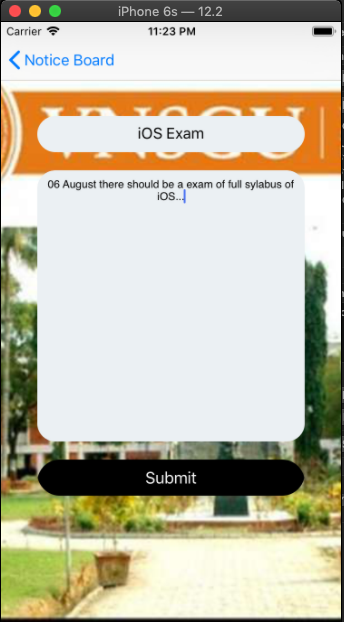 iPhone 6s — 12.2
Carrier 11:23 PM
Notice Board
VNSGU
iOS Exam
06 August there should be a exam of full sylabus of
iOS...
Submit